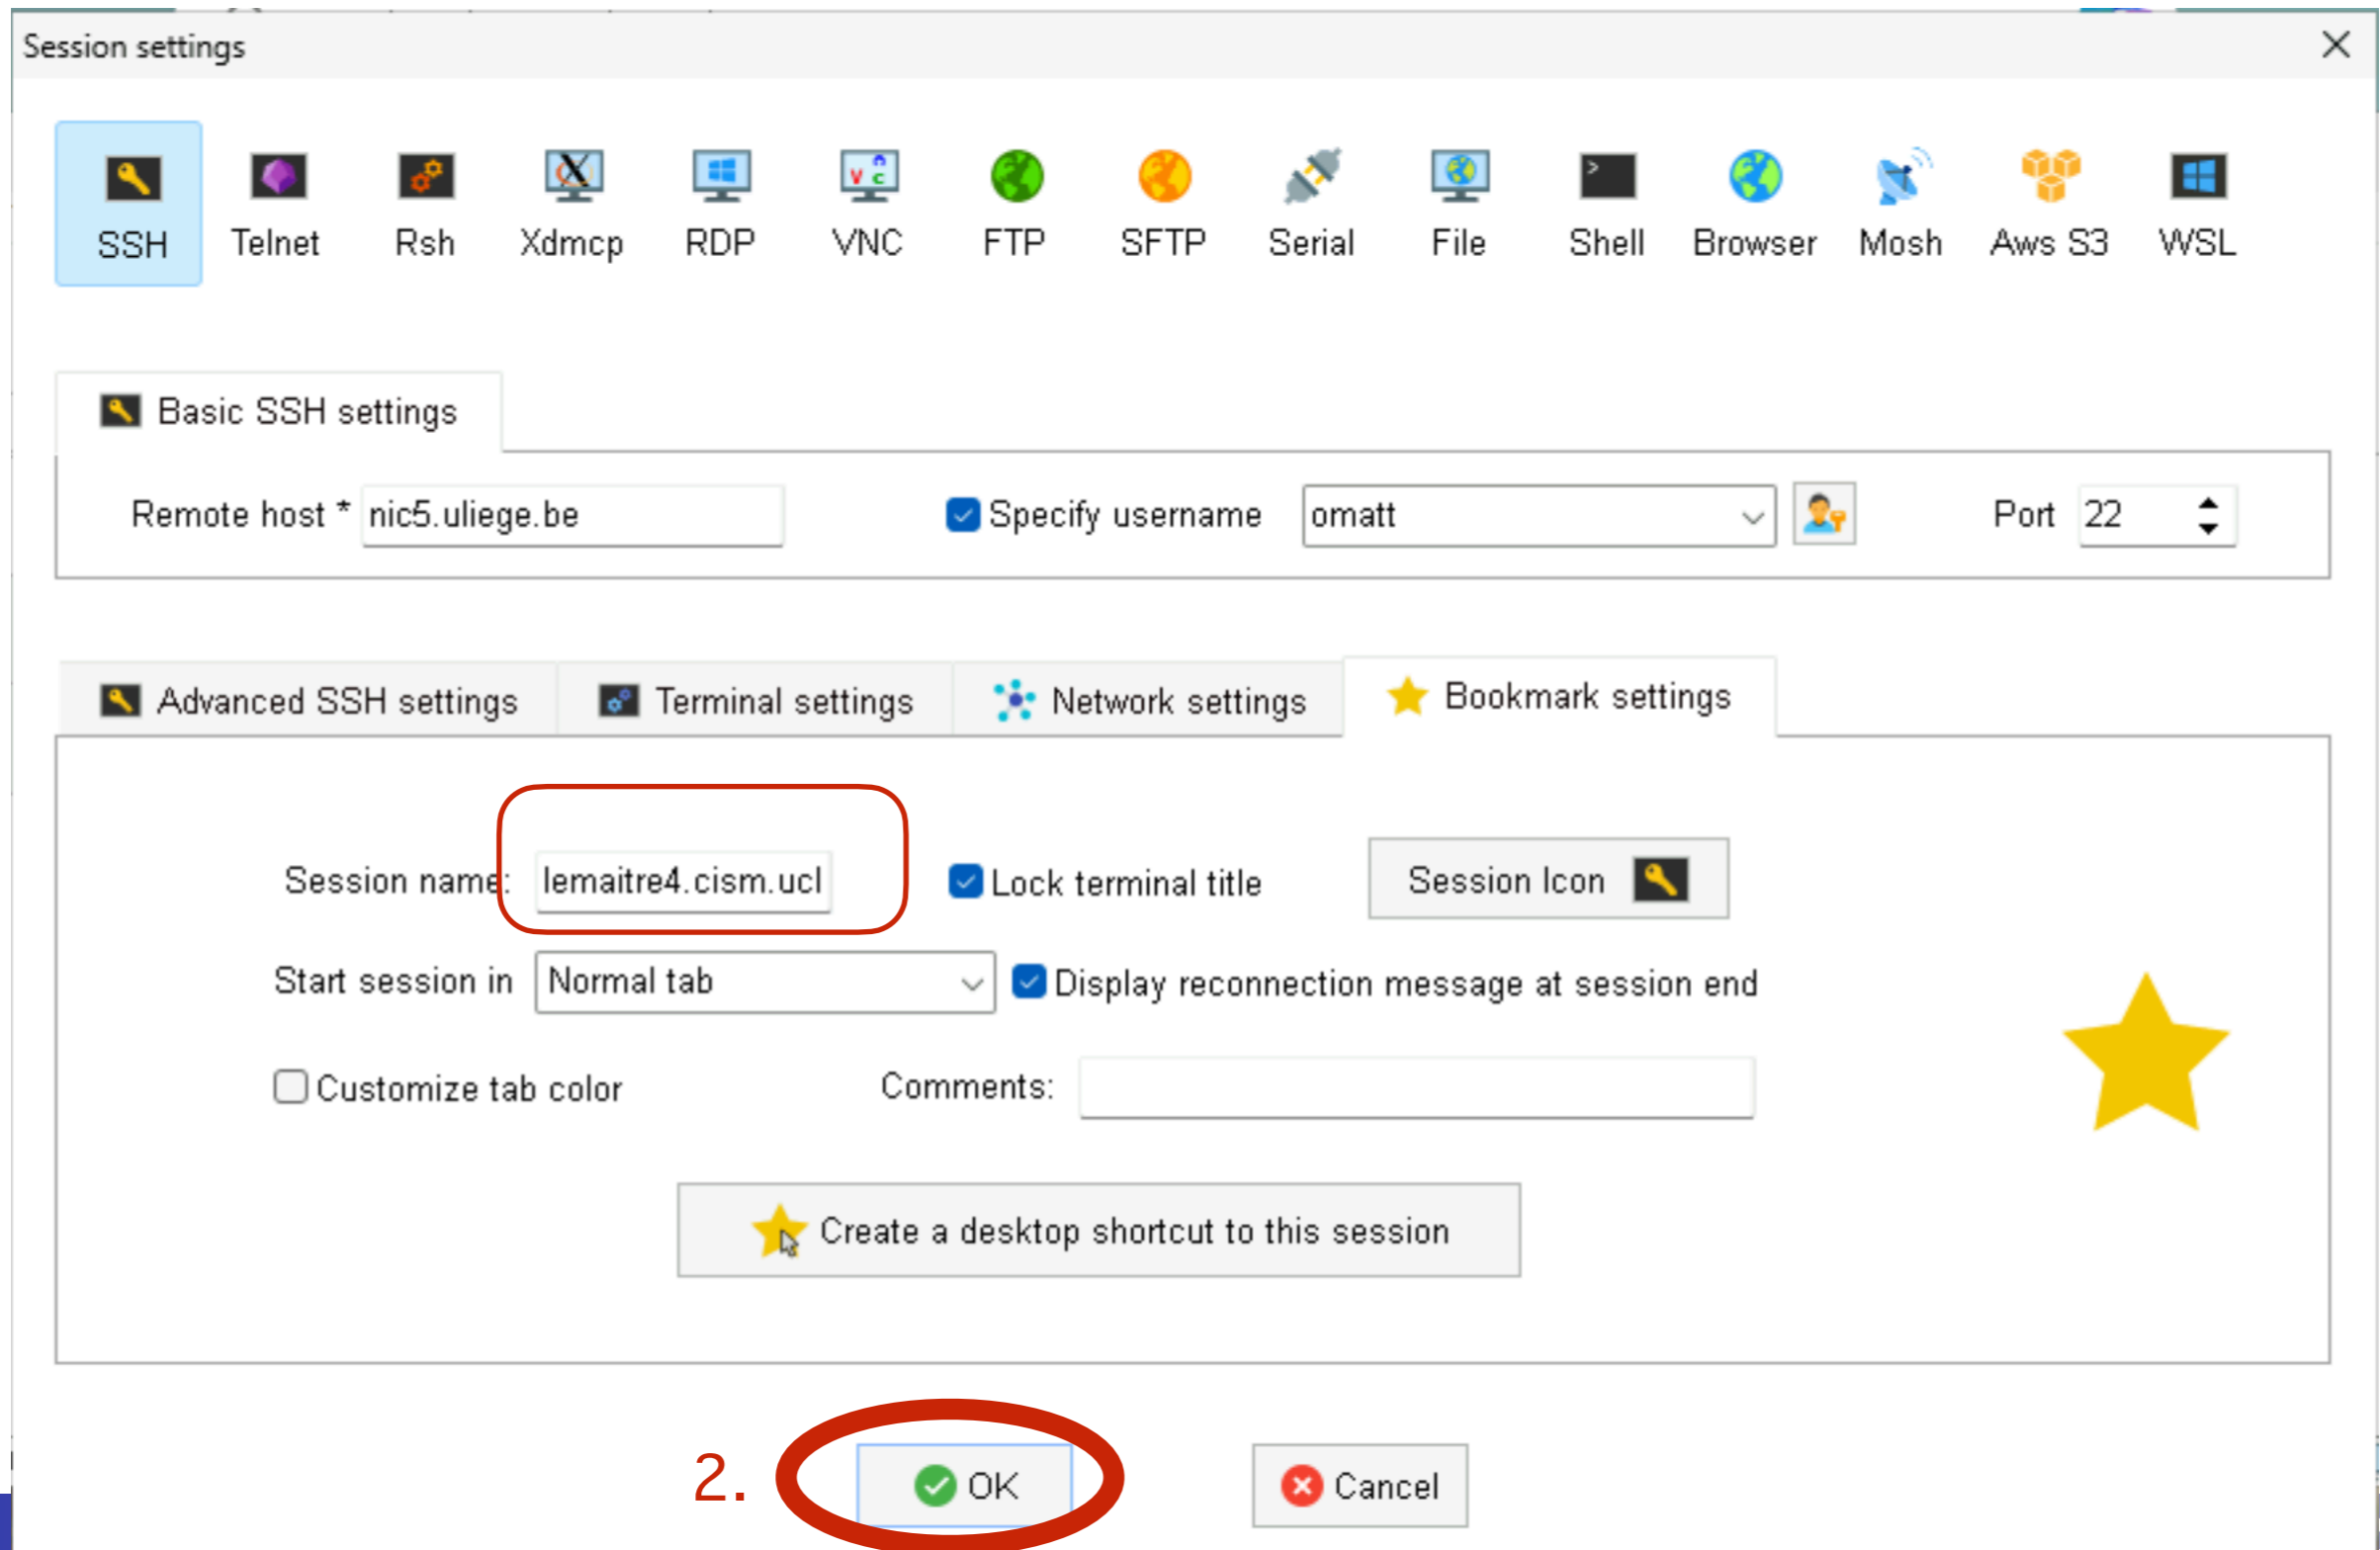 Session settings
SSH Telnet Rsh Xdmcp RDP VNC FTP SFTP Serial File Shell Browser Mosh Aws S3 WSL
Basic SSH settings
Remote host * nic5.uliege.be Specify username omatt Port 22
Advanced SSH settings Terminal settings Network settings Bookmark settings
Session name: lemaitre4.cism.ucl Lock terminal title Session Icon
Start session in Normal tab Display reconnection message at session end
Customize tab color Comments:
Create a desktop shortcut to this session
2. OK Cancel